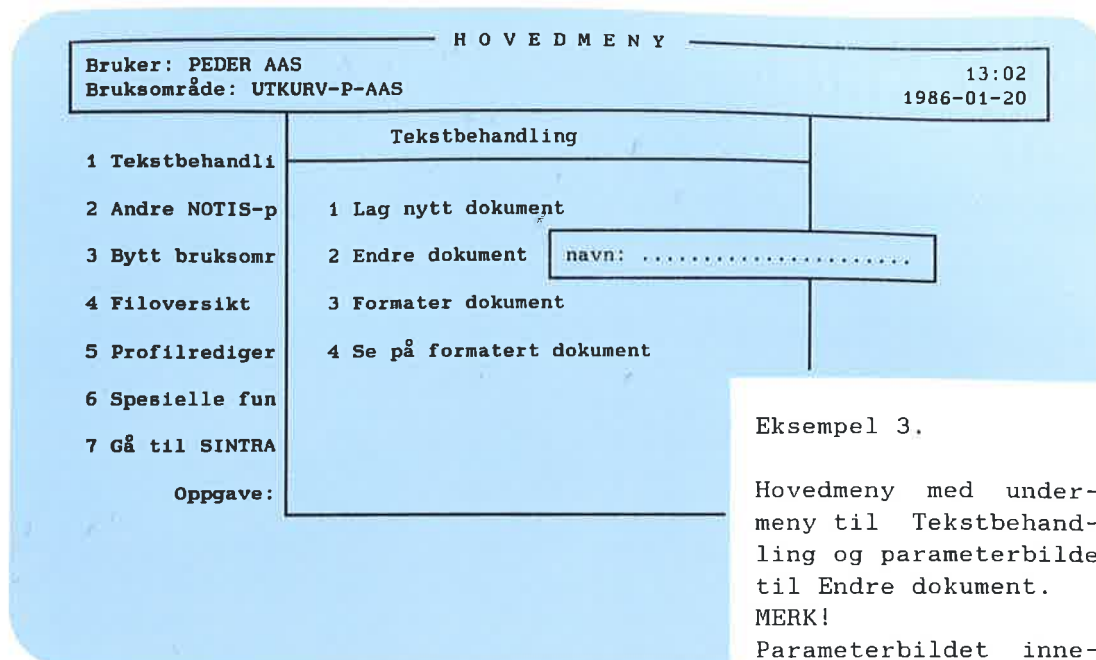 HOVEDMENY
Bruker: PEDER AAS
13:02
Bruksområde: UTKURV-P-AAS
1986-01-20
Tekstbehandling
1 Tekstbehandli
2 Andre NOTIS-p
1 Lag nytt dokument
3 Bytt bruksomr
2 Endre dokument
navn: ......................
4 Filoversikt
3 Formater dokument
5 Profilrediger
4 Se på formatert dokument
6 Spesielle fun
7 Gå til SINTRA
Oppgave:
Eksempel 3.
Hovedmeny med under-
meny til Tekstbehand-
ling og parameterbilde
til Endre dokument.
MERK!
Parameterbildet inne-